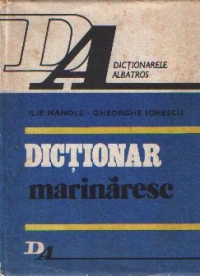 DA
DICȚIONARELE
ALBATROS
ILIE MANOLE - GHEORGHE IONESCU
DICȚIONAR
marinăresc
DA